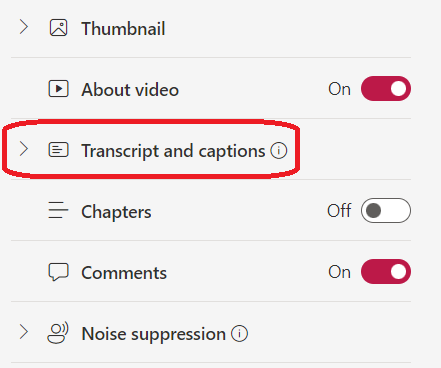 Thumbnail
About video On
Transcript and captions
Chapters Off
Comments On
Noise suppression